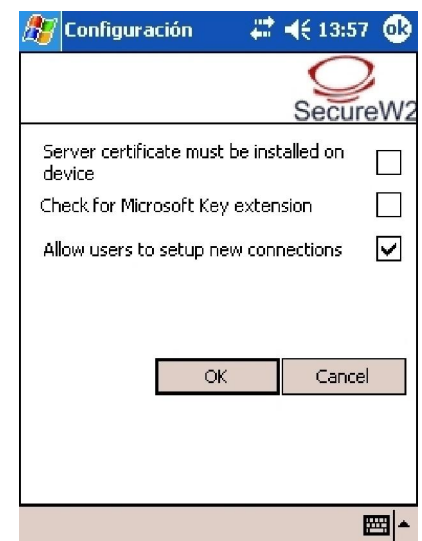 Configuración 13:57 ok
SecureW2
Server certificate must be installed on
device
Check for Microsoft Key extension
Allow users to setup new connections
OK Cancel